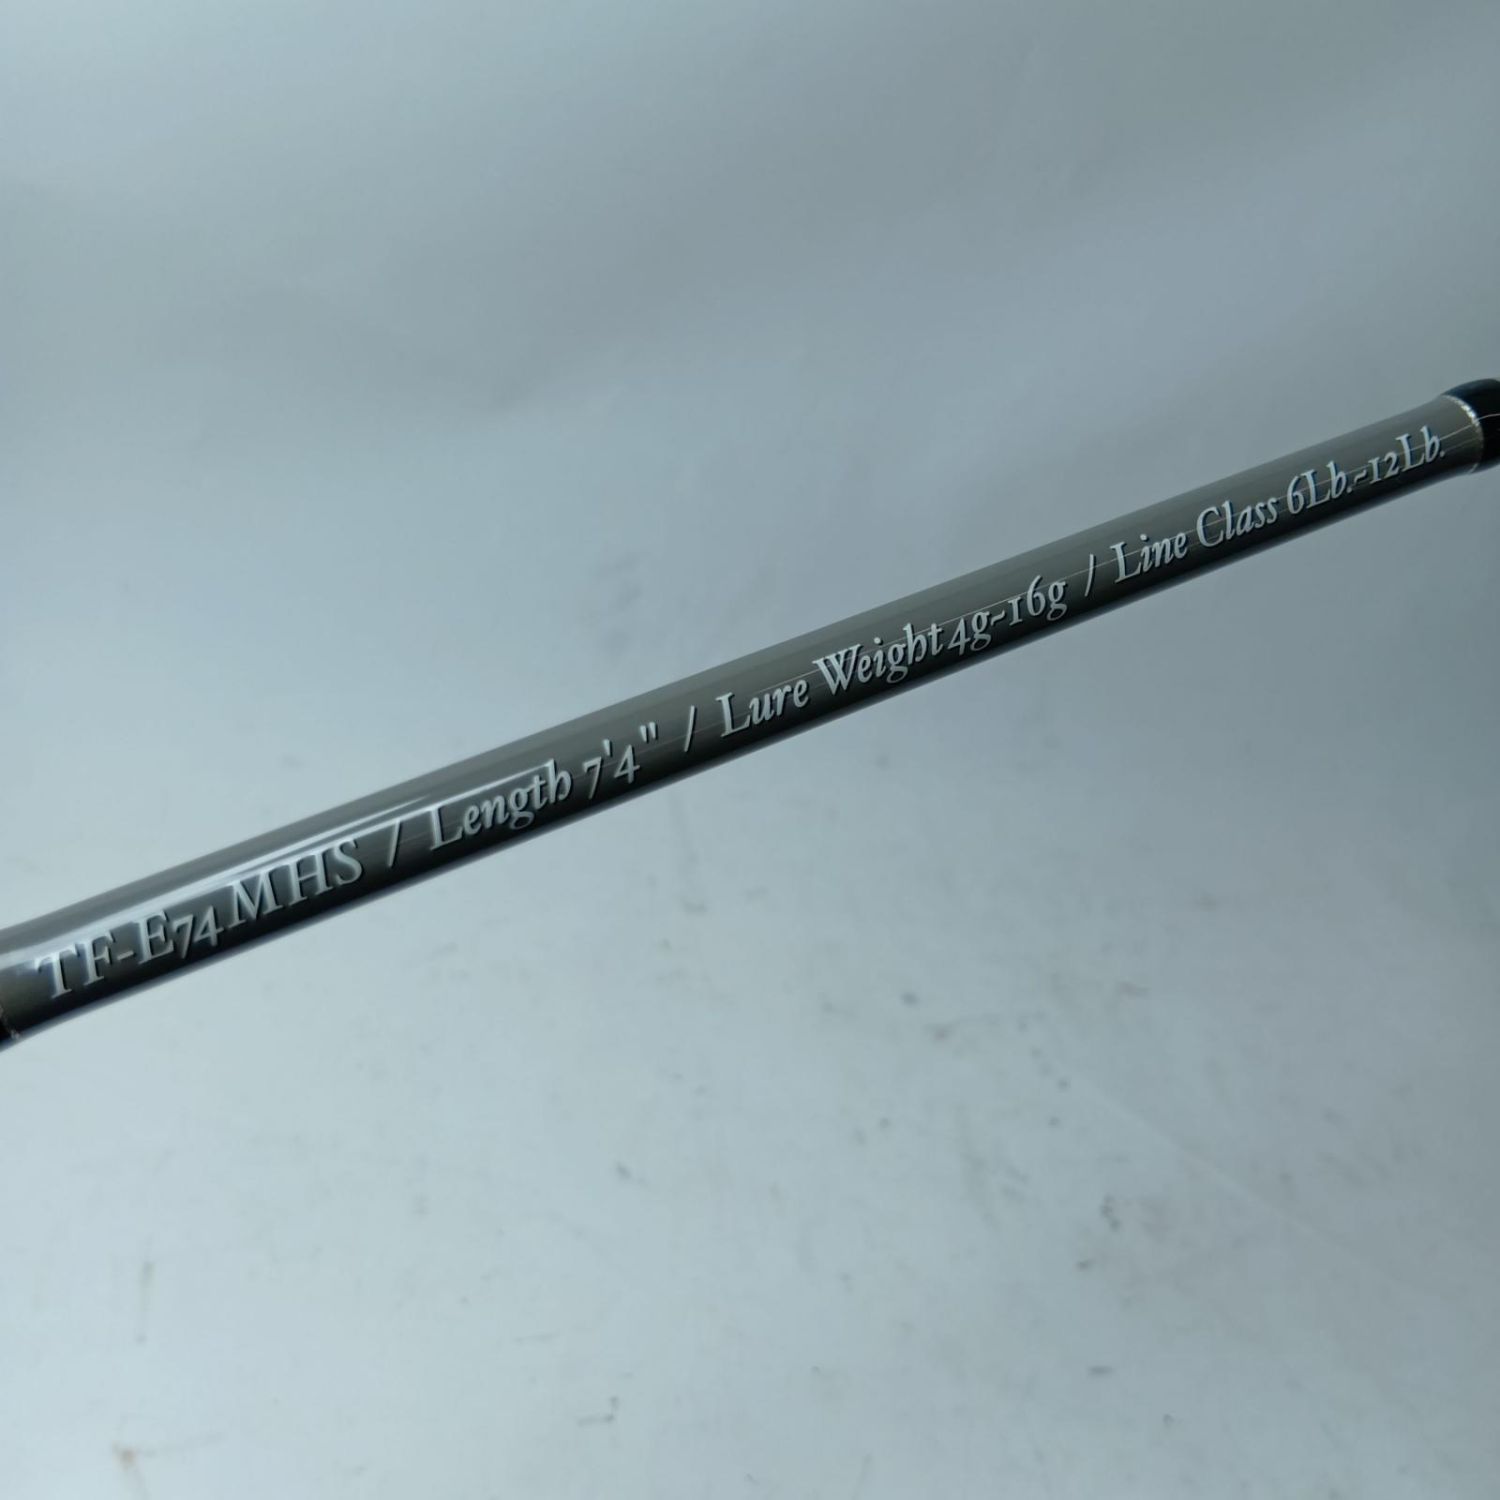 TF-E74MHS / Length 7'4" / Lure Weight 4g~16g / Line Class 6Lb.~12Lb.